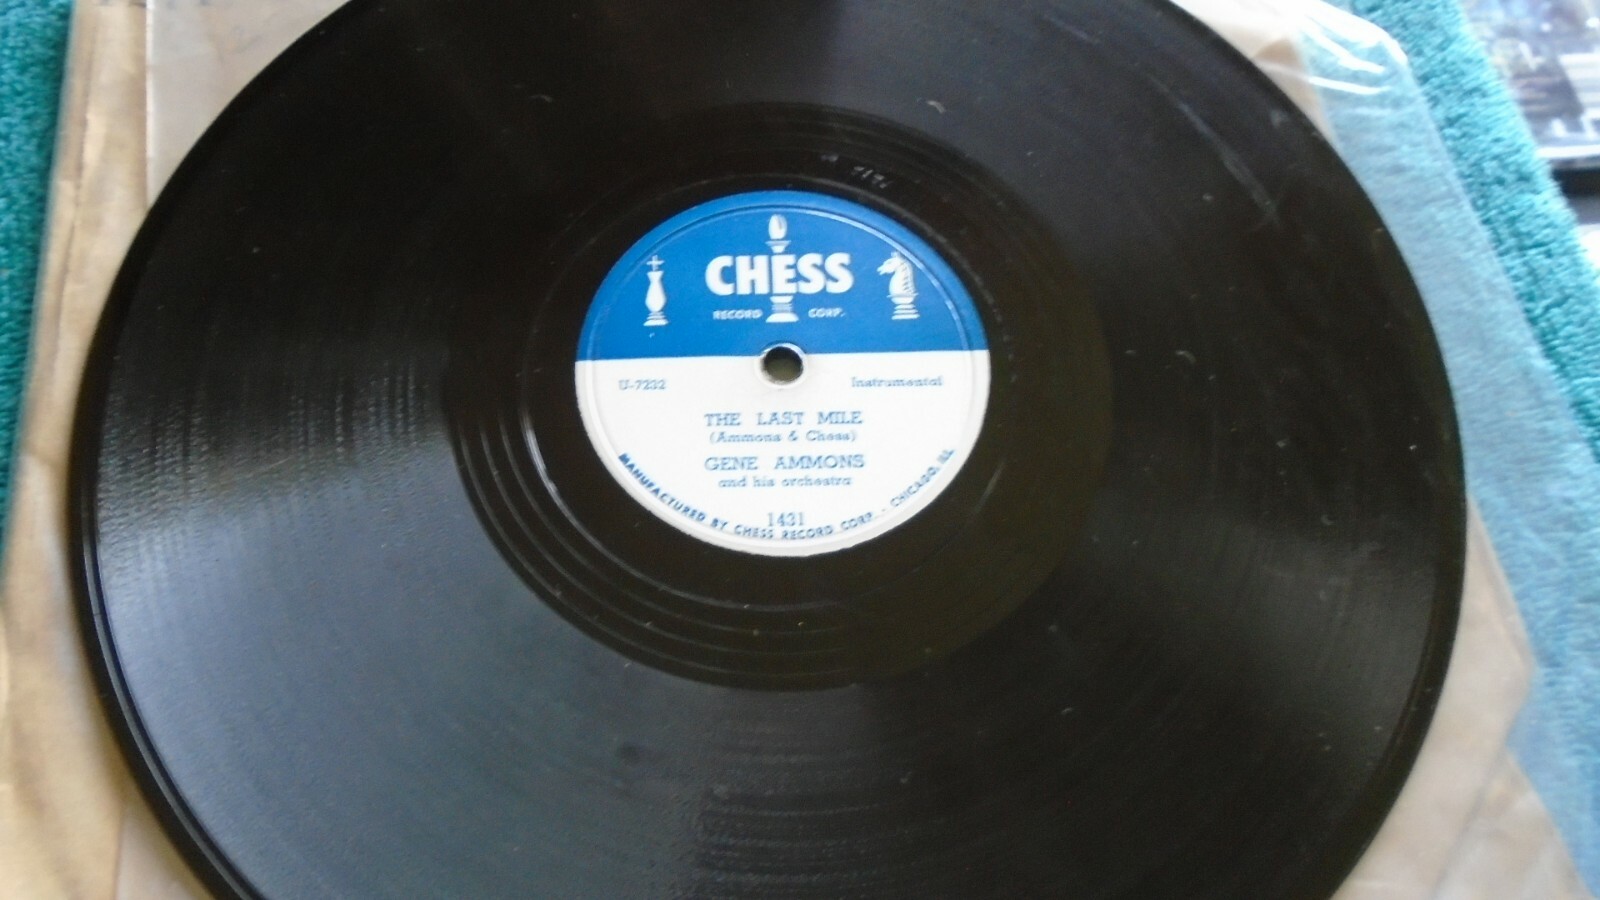 CHESS
RECORD CORP.
U-7232
Instrumental
THE LAST MILE
(Ammons & Chess)
GENE AMMONS
and his orchestra
1431
MANUFACTURED BY CHESS RECORD CORP. - CHICAGO, ILL